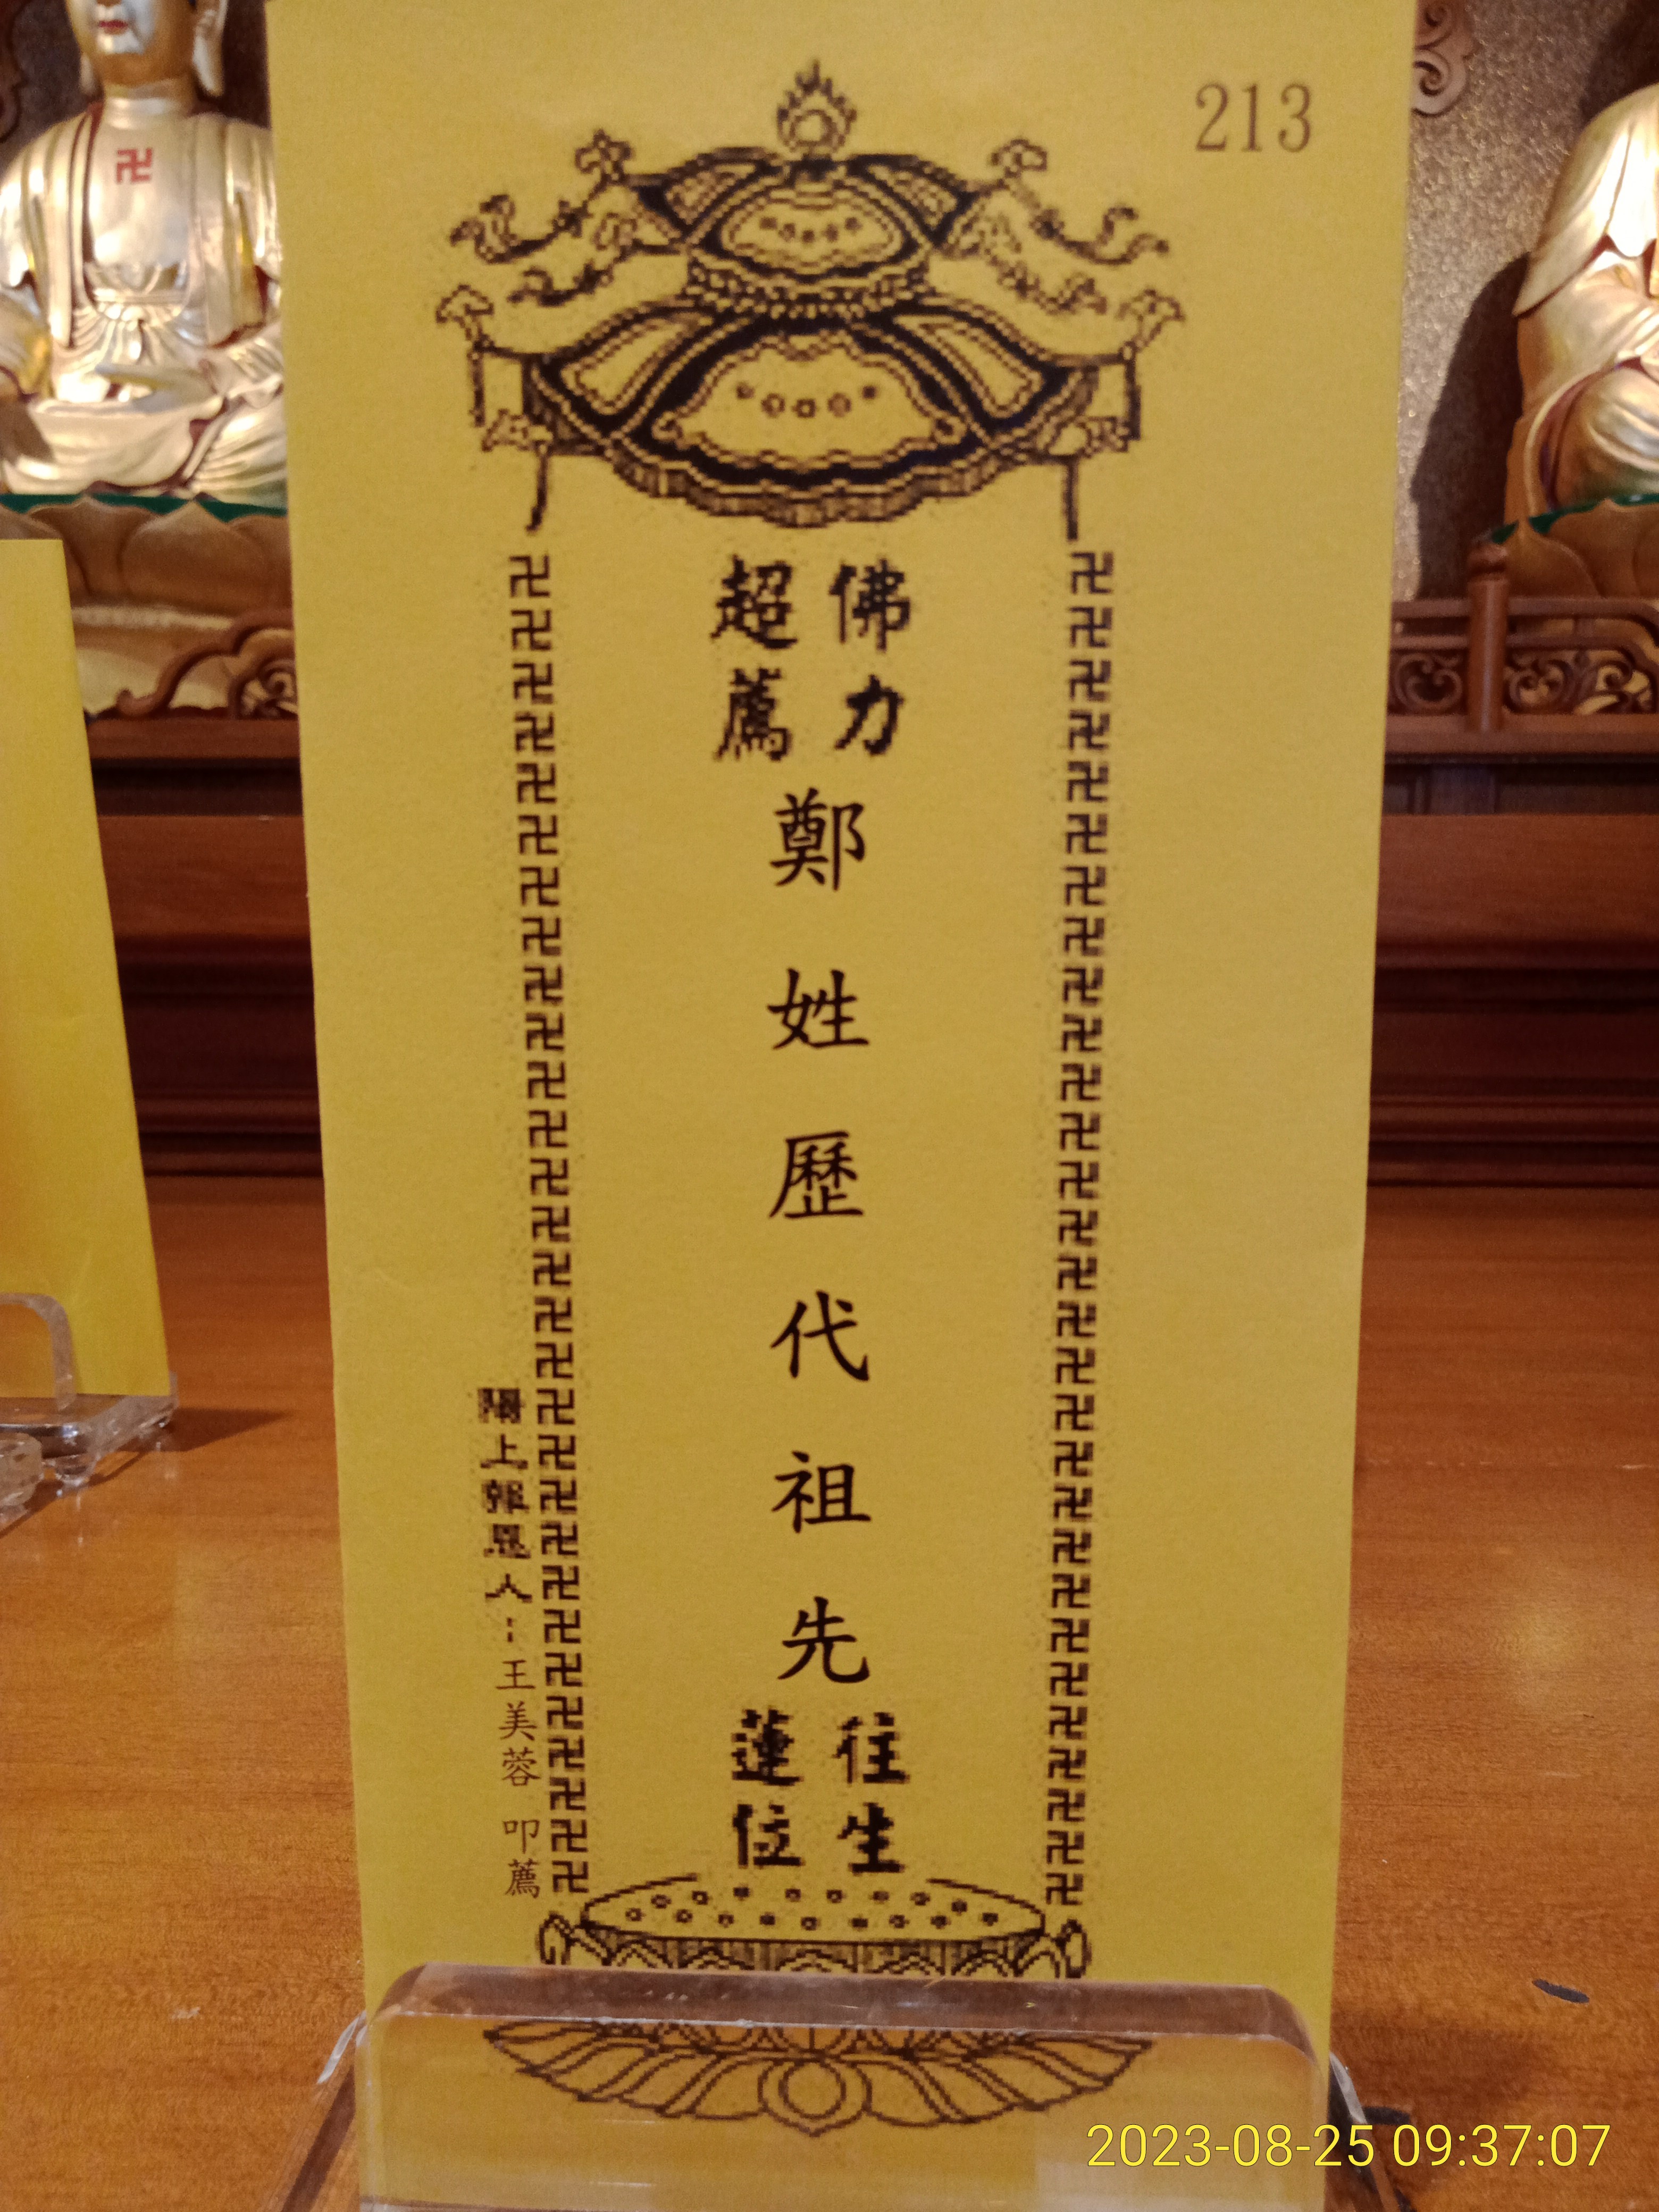 213
佛力
超薦
鄭姓歷代祖先
往生
蓮位
陽上報恩人：王美蓉 叩薦
2023-08-25 09:37:07